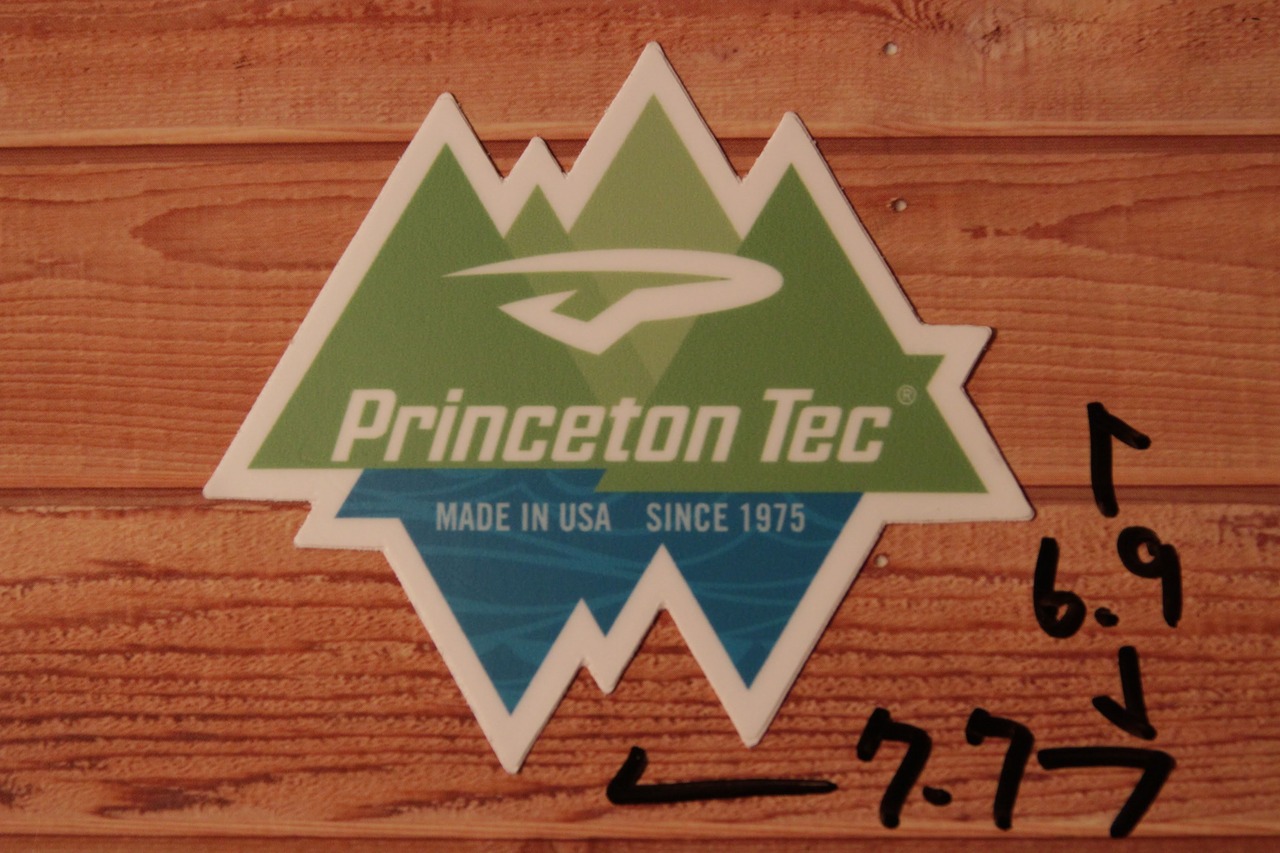 Princeton Tec®
MADE IN USA SINCE 1975
6.9
7.7